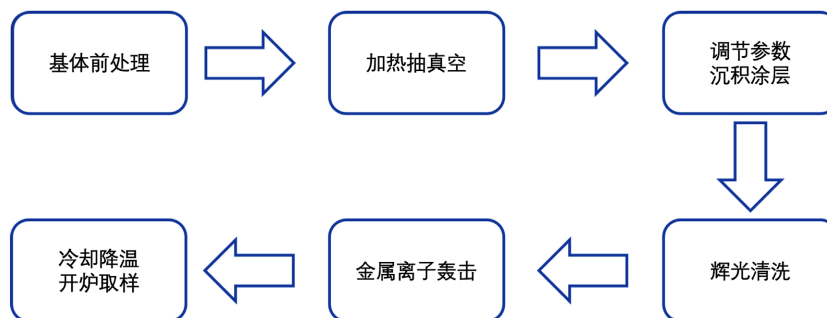 基体前处理
加热抽真空
调节参数
沉积涂层
辉光清洗
金属离子轰击
冷却降温
开炉取样